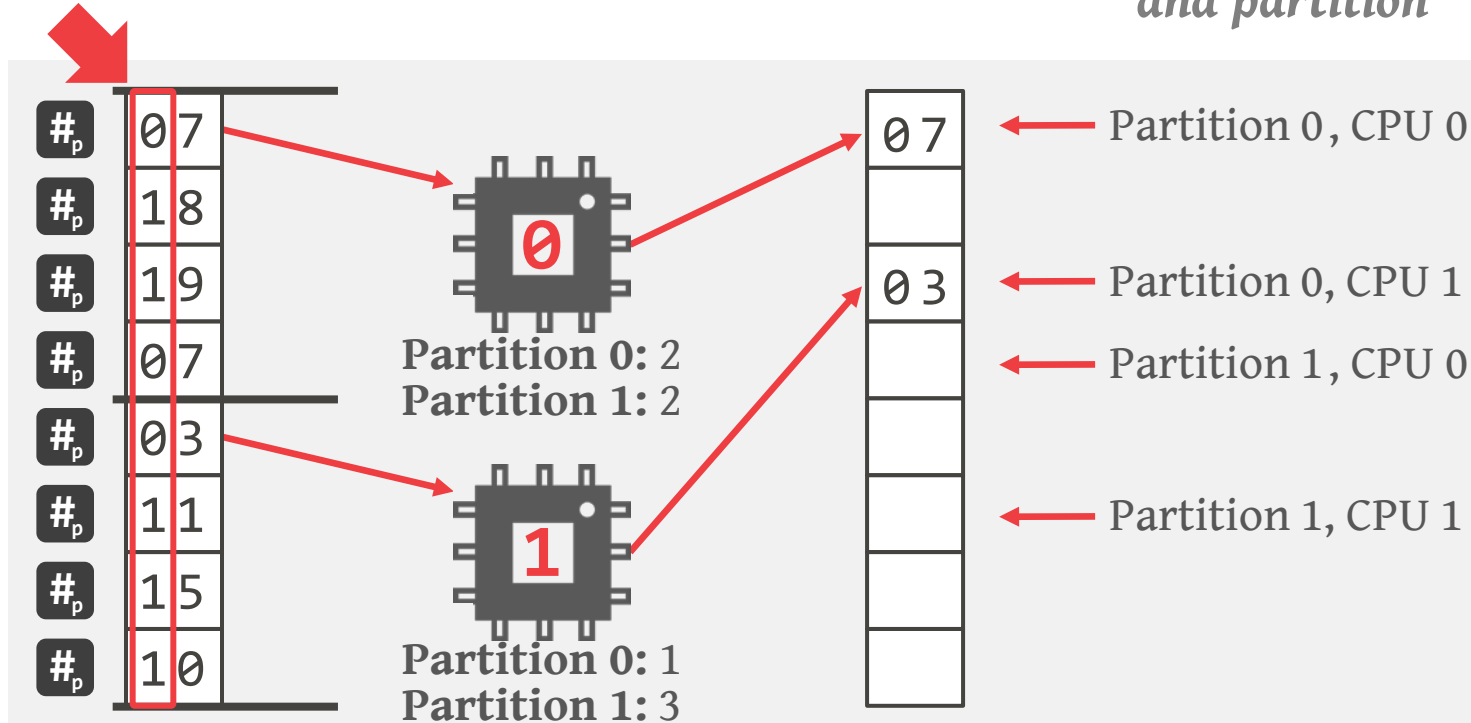 and partition
#p 07
#p 18
#p 19
#p 07
#p 03
#p 11
#p 15
#p 10
0
Partition 0: 2
Partition 1: 2
1
Partition 0: 1
Partition 1: 3
07
03
Partition 0, CPU 0
Partition 0, CPU 1
Partition 1, CPU 0
Partition 1, CPU 1